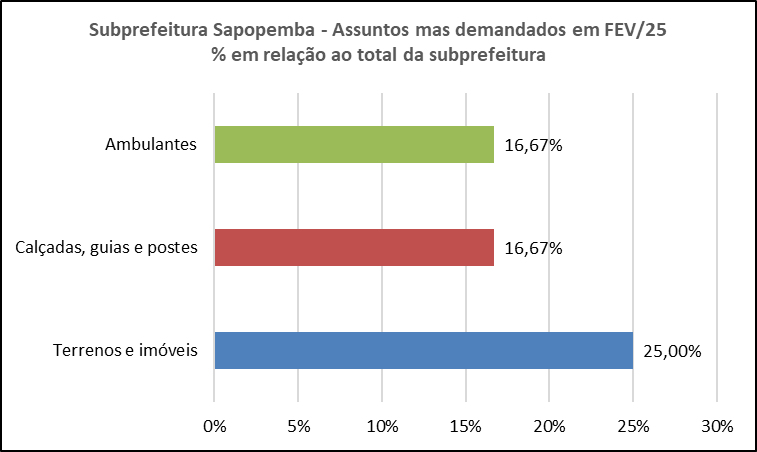 Subprefeitura Sapopemba - Assuntos mas demandados em FEV/25
% em relação ao total da subprefeitura
Ambulantes
16,67%
Calçadas, guias e postes
16,67%
Terrenos e imóveis
25,00%
0% 5% 10% 15% 20% 25% 30%